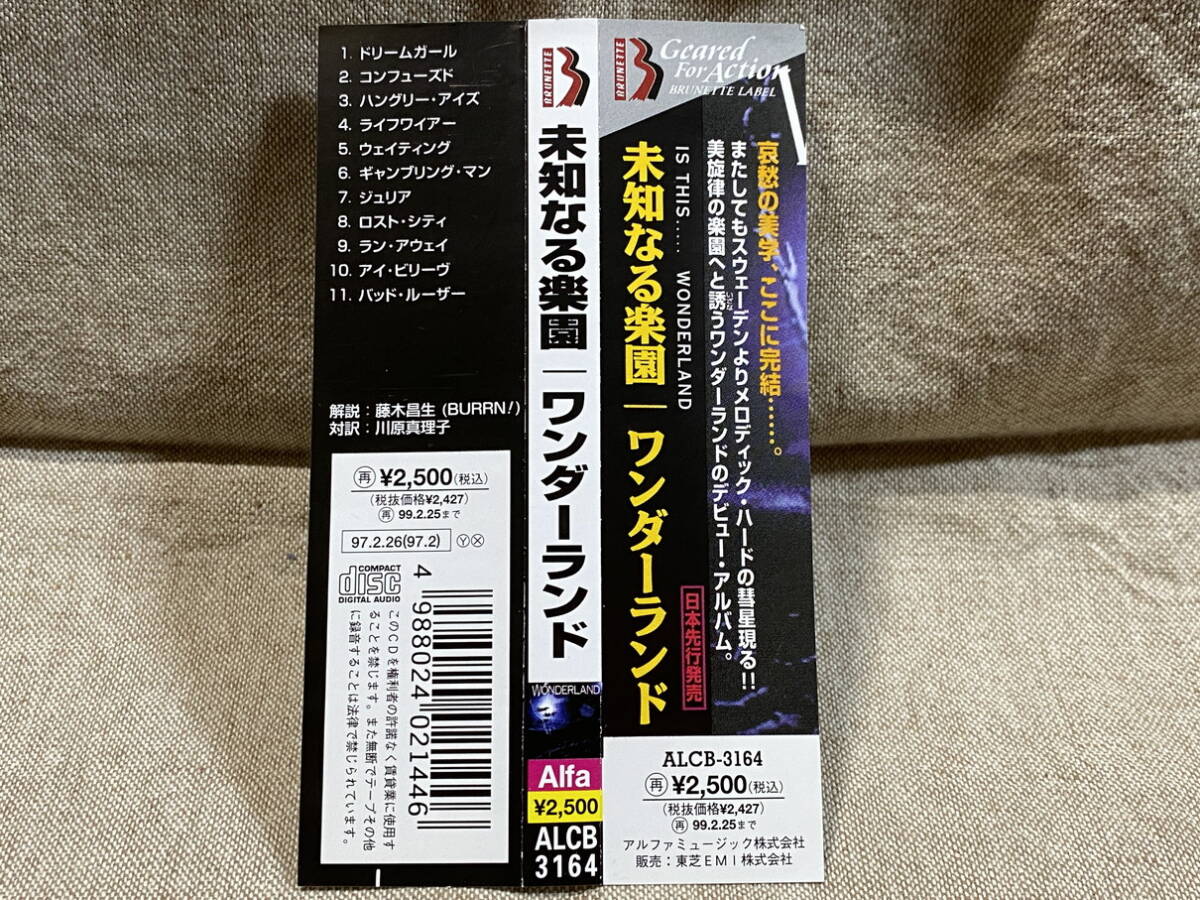 1. ドリームガール
2. コンフューズド
3. ハングリー・アイズ
4. ライフワイアー
5. ウェイティング
6. ギャンブリング・マン
7. ジュリア
8. ロスト・シティ
9. ラン・アウェイ
10. アイ・ビリーヴ
11. バッド・ルーザー
解説：藤木昌生 (BURRN!)
対訳：川原真理子
再 ¥2,500(税込)
(税抜価格¥2,427)
再 99.2.25まで
97.2.26(97.2) Y X
COMPACT
disc
DIGITAL AUDIO
このCDを権利者の許諾なく賃貸業に使用す
ることを禁じます。また無断でテープその他
に録音することは法律で禁じられています。
4 988024 021446
BRUNETTE
未知なる楽園｜ワンダーランド
WONDERLAND
Alfa
¥2,500
ALCB
3164
BRUNETTE
Geared
For Action
BRUNETTE LABEL
哀愁の美学、ここに完結……。
またしてもスウェーデンよりメロディック・ハードの彗星現る!!
美旋律の楽園へと誘うワンダーランドのデビュー・アルバム。
いざな
IS THIS..... WONDERLAND
未知なる楽園｜ワンダーランド
日本先行発売
ALCB-3164
再 ¥2,500(税込)
(税抜価格¥2,427)
再 99.2.25まで
アルファミュージック株式会社
販売：東芝EMI株式会社